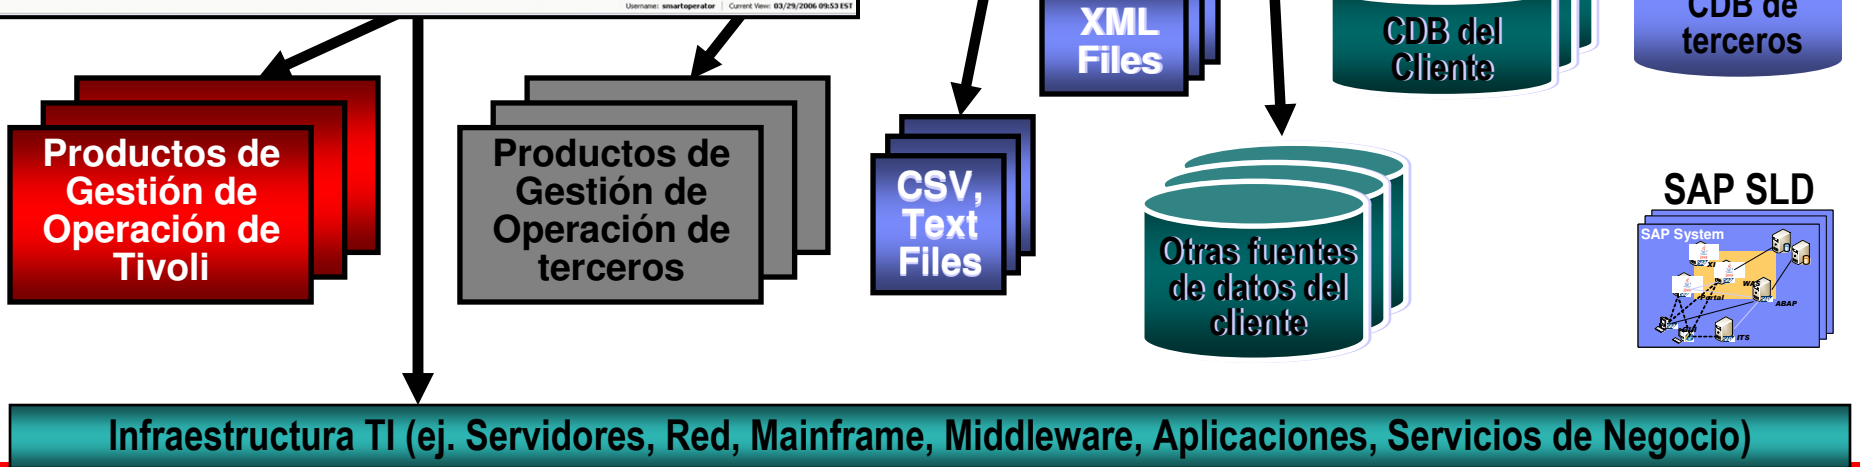 Username: smartoperator | Current View: 03/29/2006 09:53 EST
XML
Files
CDB del
Cliente
CDB de
terceros
Productos de
Gestión de
Operación de
Tivoli
Productos de
Gestión de
Operación de
terceros
CSV,
Text
Files
Otras fuentes
de datos del
cliente
SAP SLD
SAP System
XI
WAS
Portal
ABAP
ITS
Infraestructura TI (ej. Servidores, Red, Mainframe, Middleware, Aplicaciones, Servicios de Negocio)